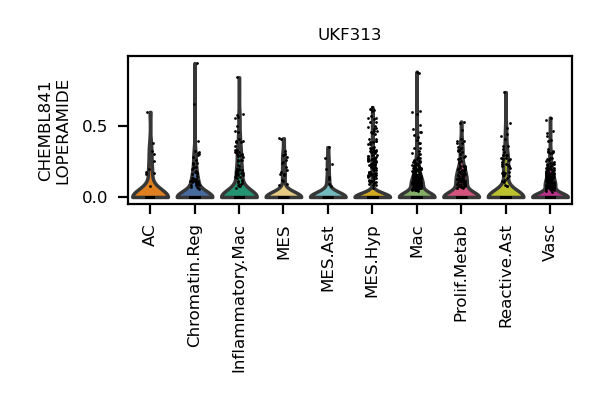 UKF313
CHEMBL841
LOPERAMIDE
0.5
0.0
AC
Chromatin.Reg
Inflammatory.Mac
MES
MES.Ast
MES.Hyp
Mac
Prolif.Metab
Reactive.Ast
Vasc